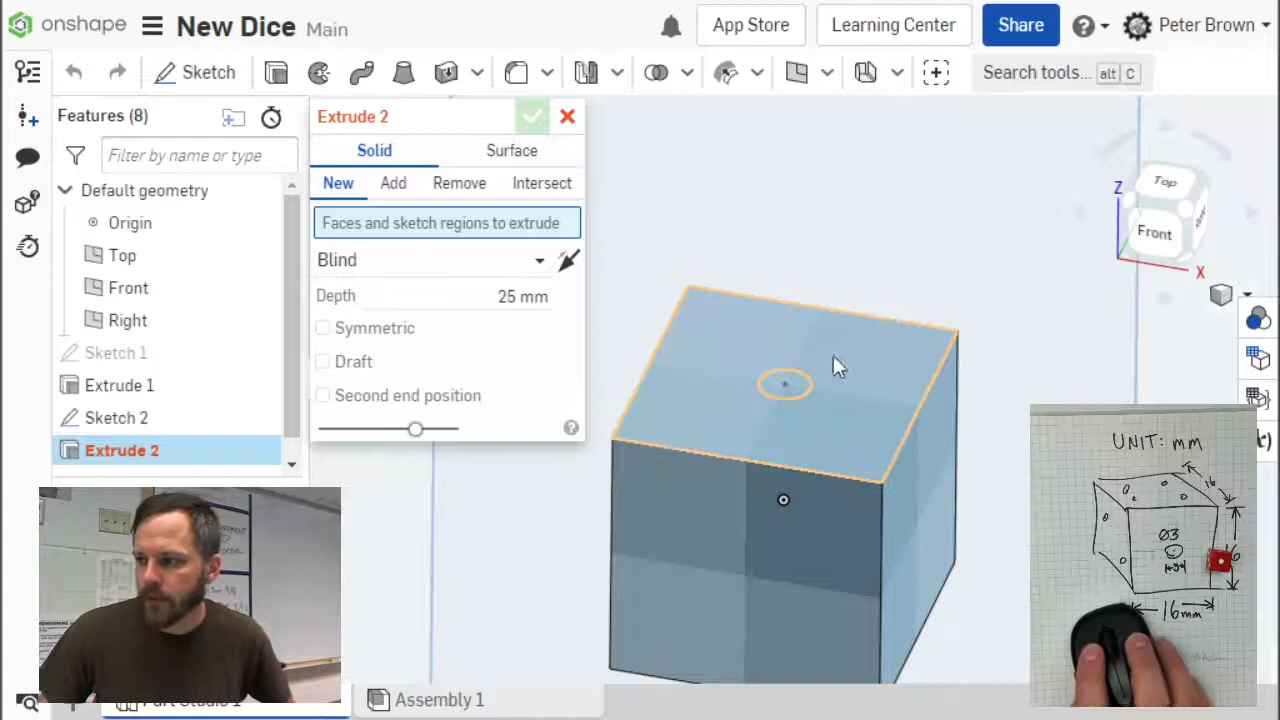 onshape
New Dice Main
App Store
Learning Center
Share
Peter Brown
Sketch
Search tools... alt C
Features (8)
Filter by name or type
Default geometry
Origin
Top
Front
Right
Sketch 1
Extrude 1
Sketch 2
Extrude 2
Extrude 2
Solid Surface
New Add Remove Intersect
Faces and sketch regions to extrude
Blind
Depth 25 mm
Symmetric
Draft
Second end position
Top
Front
Z
X
UNIT: mm
16
Ø3
16mm
Assembly 1